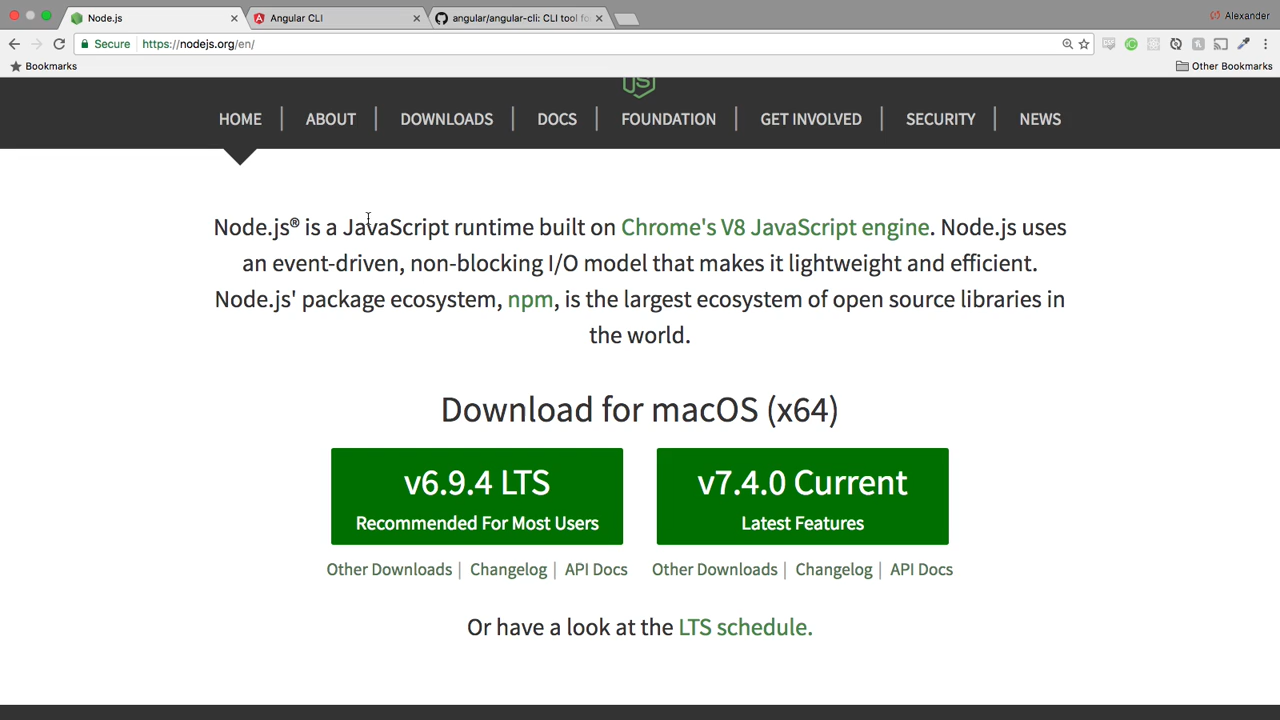 Node.js
Angular CLI
angular/angular-cli: CLI tool fo
Alexander
Secure
https://nodejs.org/en/
Bookmarks
Other Bookmarks
JS
HOME | ABOUT | DOWNLOADS | DOCS | FOUNDATION | GET INVOLVED | SECURITY | NEWS
Node.js® is a JavaScript runtime built on Chrome's V8 JavaScript engine. Node.js uses
an event-driven, non-blocking I/O model that makes it lightweight and efficient.
Node.js' package ecosystem, npm, is the largest ecosystem of open source libraries in
the world.
Download for macOS (x64)
v6.9.4 LTS
Recommended For Most Users
v7.4.0 Current
Latest Features
Other Downloads | Changelog | API Docs
Other Downloads | Changelog | API Docs
Or have a look at the LTS schedule.